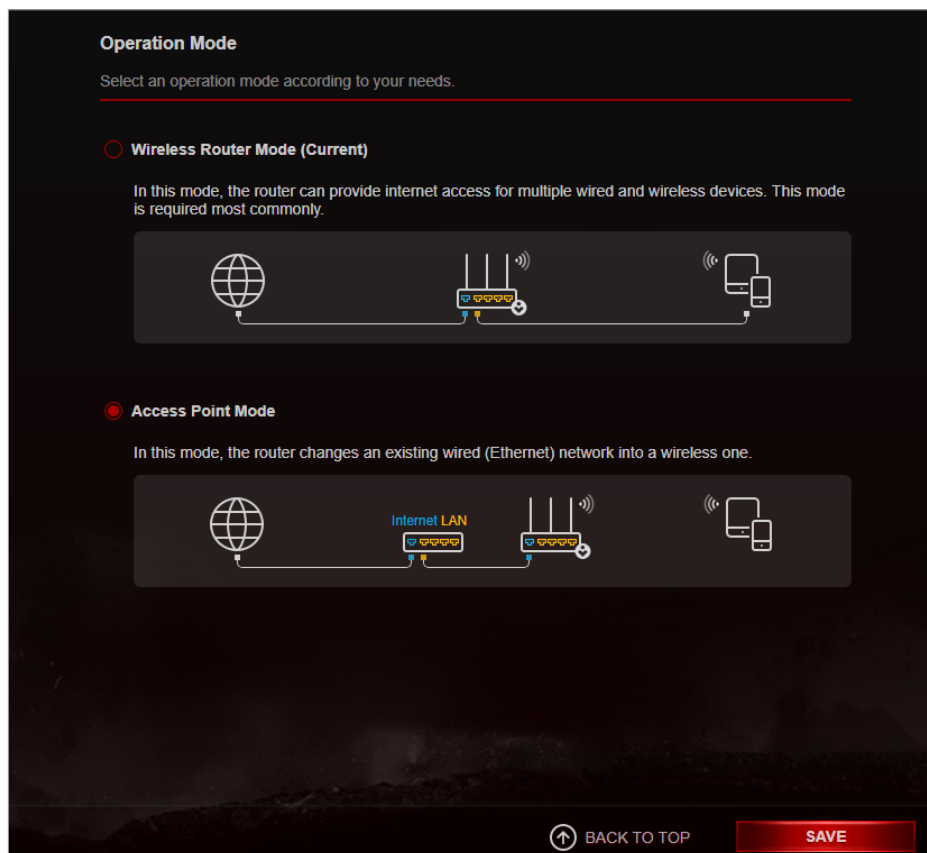 Operation Mode
Select an operation mode according to your needs.
Wireless Router Mode (Current)
In this mode, the router can provide internet access for multiple wired and wireless devices. This mode
is required most commonly.
Access Point Mode
In this mode, the router changes an existing wired (Ethernet) network into a wireless one.
Internet LAN
BACK TO TOP
SAVE